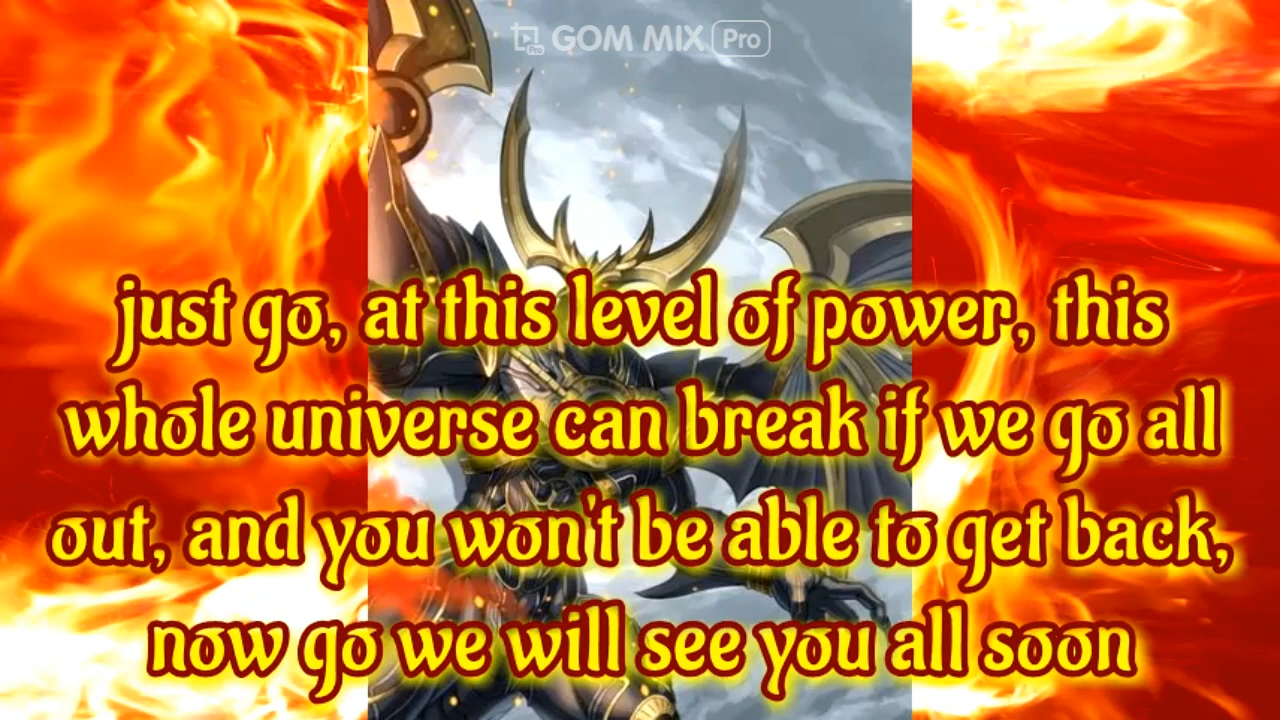 GOM MIX Pro
just go, at this level of power, this
whole universe can break if we go all
out, and you won't be able to get back,
now go we will see you all soon